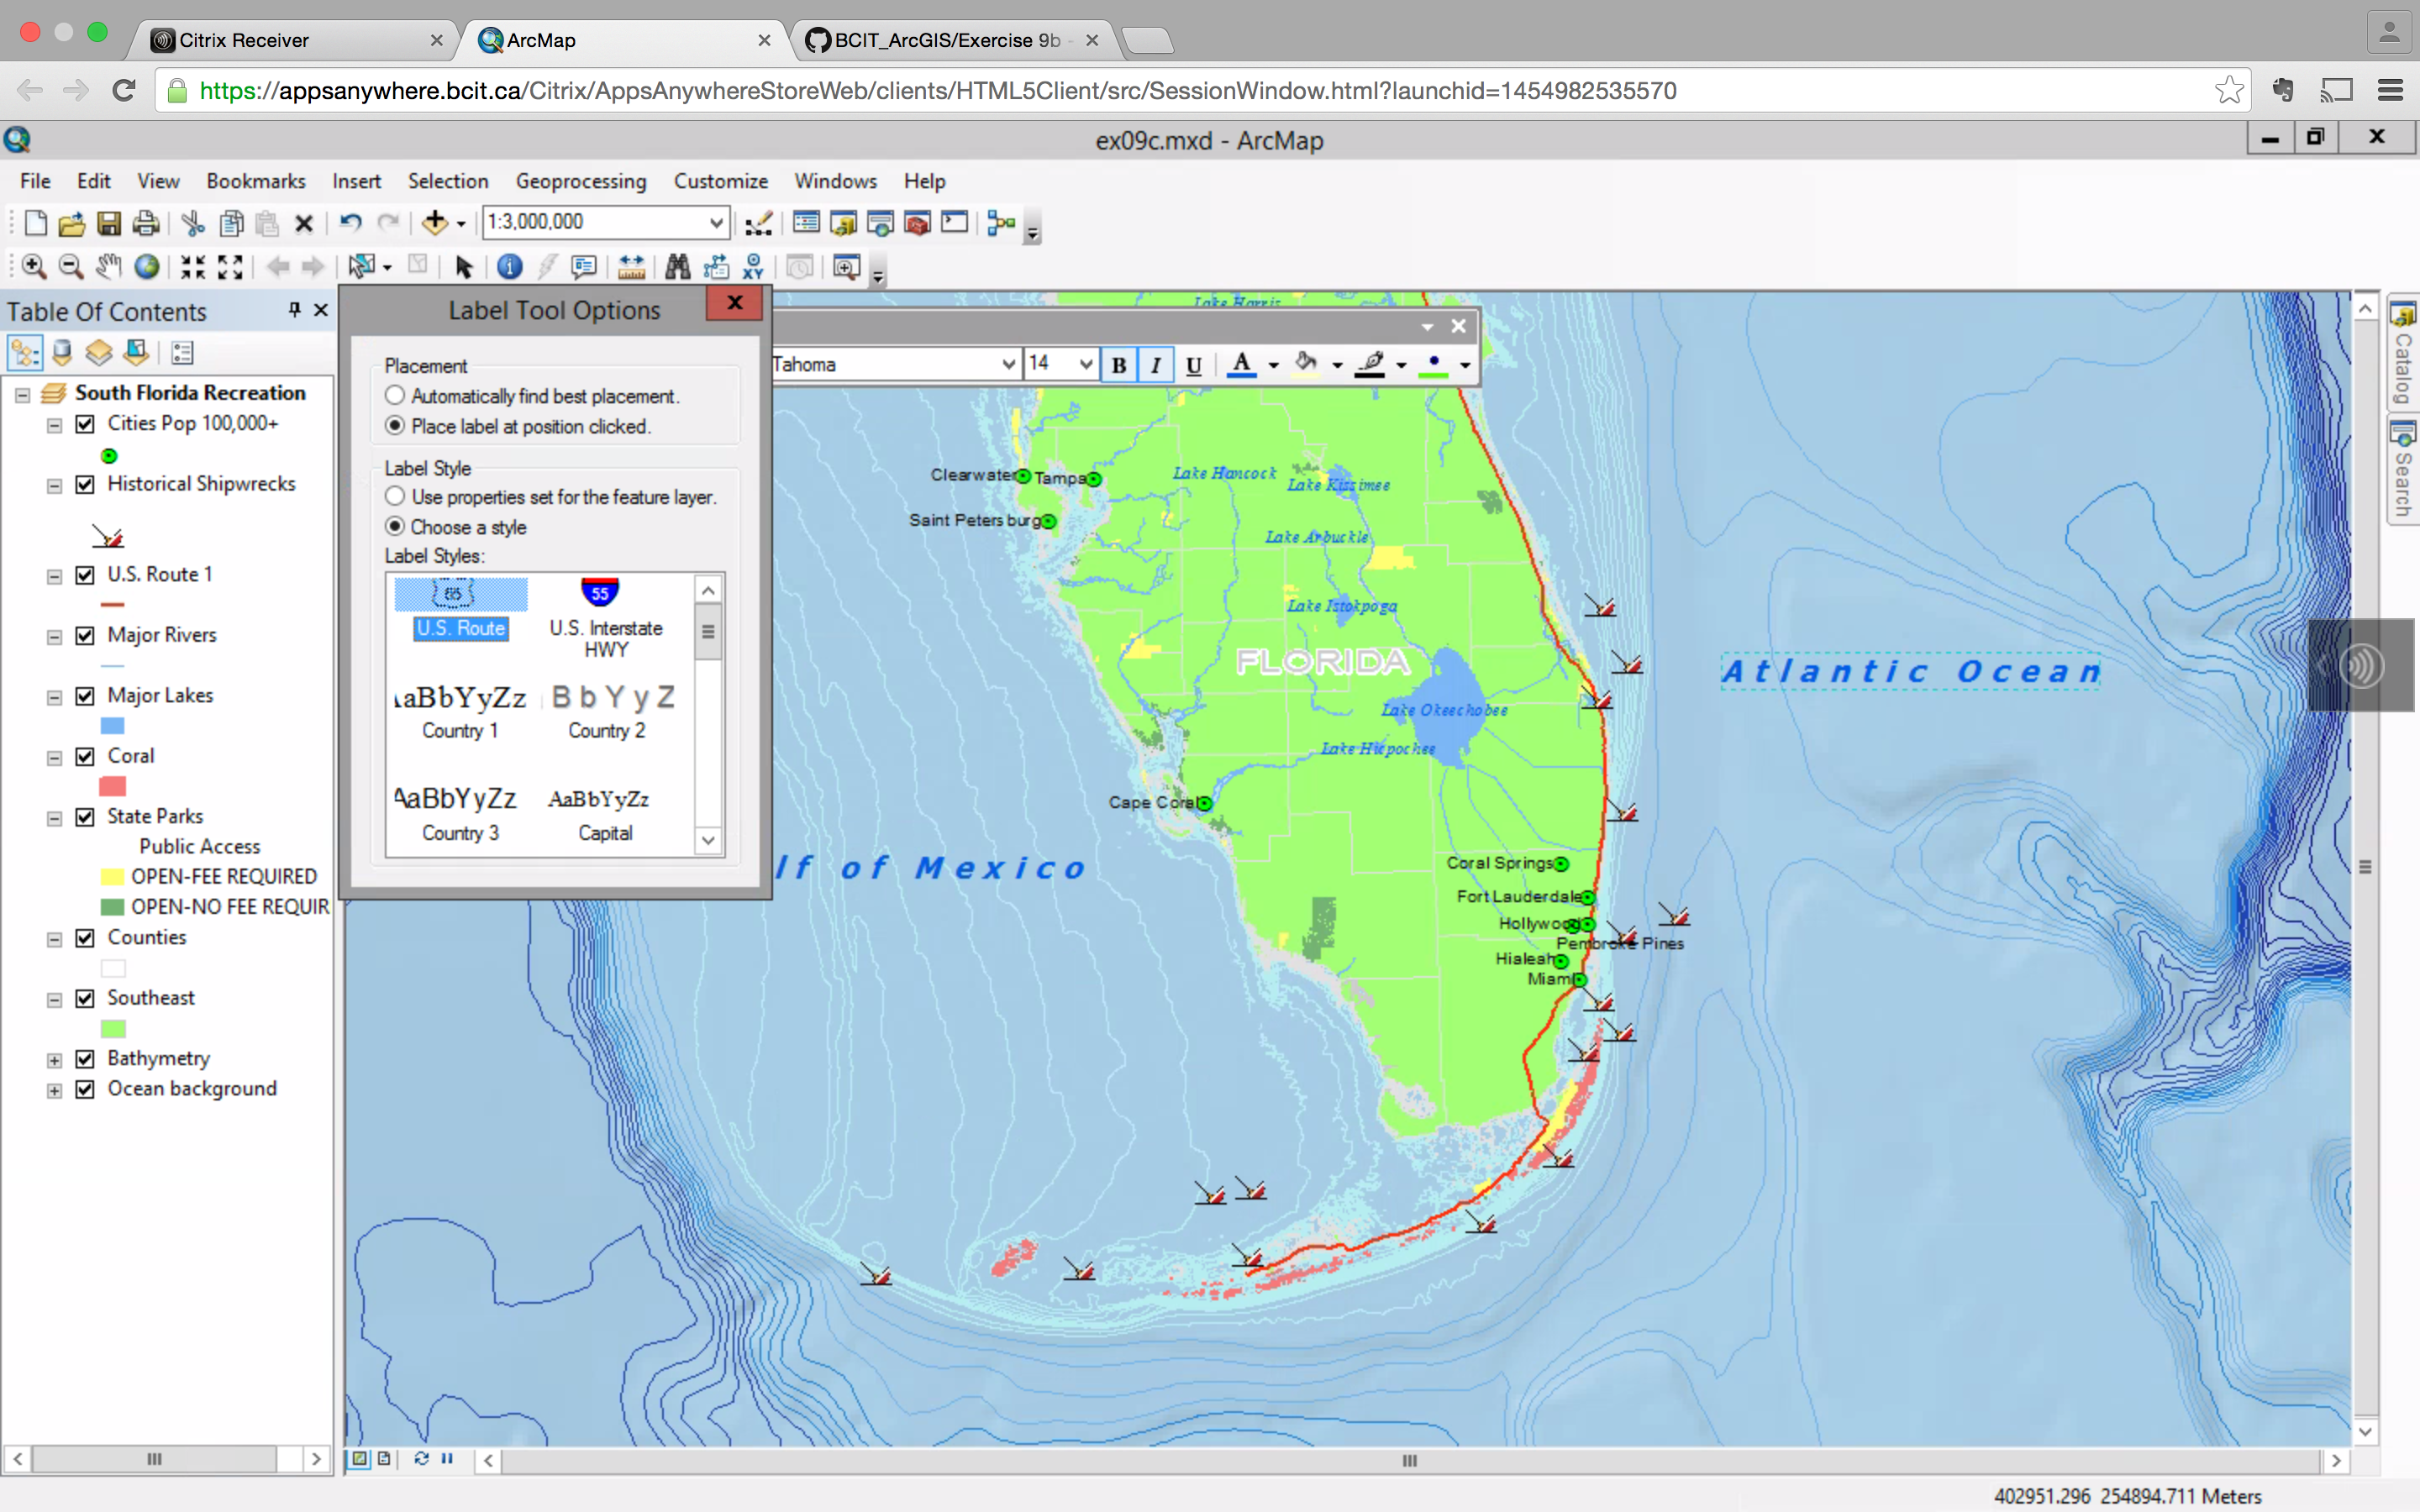 Citrix Receiver
ArcMap
BCIT_ArcGIS/Exercise 9b -
https://appsanywhere.bcit.ca/Citrix/AppsAnywhereStoreWeb/clients/HTML5Client/src/SessionWindow.html?launchid=1454982535570
ex09c.mxd - ArcMap
File Edit View Bookmarks Insert Selection Geoprocessing Customize Windows Help
1:3,000,000
XY
Table Of Contents
South Florida Recreation
Cities Pop 100,000+
Historical Shipwrecks
U.S. Route 1
Major Rivers
Major Lakes
Coral
State Parks
Public Access
OPEN-FEE REQUIRED
OPEN-NO FEE REQUIR
Counties
Southeast
Bathymetry
Ocean background
Label Tool Options
Placement
Automatically find best placement.
Place label at position clicked.
Label Style
Use properties set for the feature layer.
Choose a style
Label Styles:
U.S. Route
55
U.S. Interstate
HWY
AaBbYyZz
Country 1
BbYyZ
Country 2
AaBbYyZz
Country 3
AaBbYyZz
Capital
Tahoma
14
B I U A
Lake Harris
Clearwater
Tampa
Saint Petersburg
Lake Hancock
Lake Kissimee
Lake Arbuckle
Lake Istokpoga
FLORIDA
Lake Okeechobee
Lake Hicpochee
Cape Coral
Atlantic Ocean
lf of Mexico
Coral Springs
Fort Lauderdale
Hollywood
Pembroke Pines
Hialeah
Miami
Catalog
Search
402951.296 254894.711 Meters